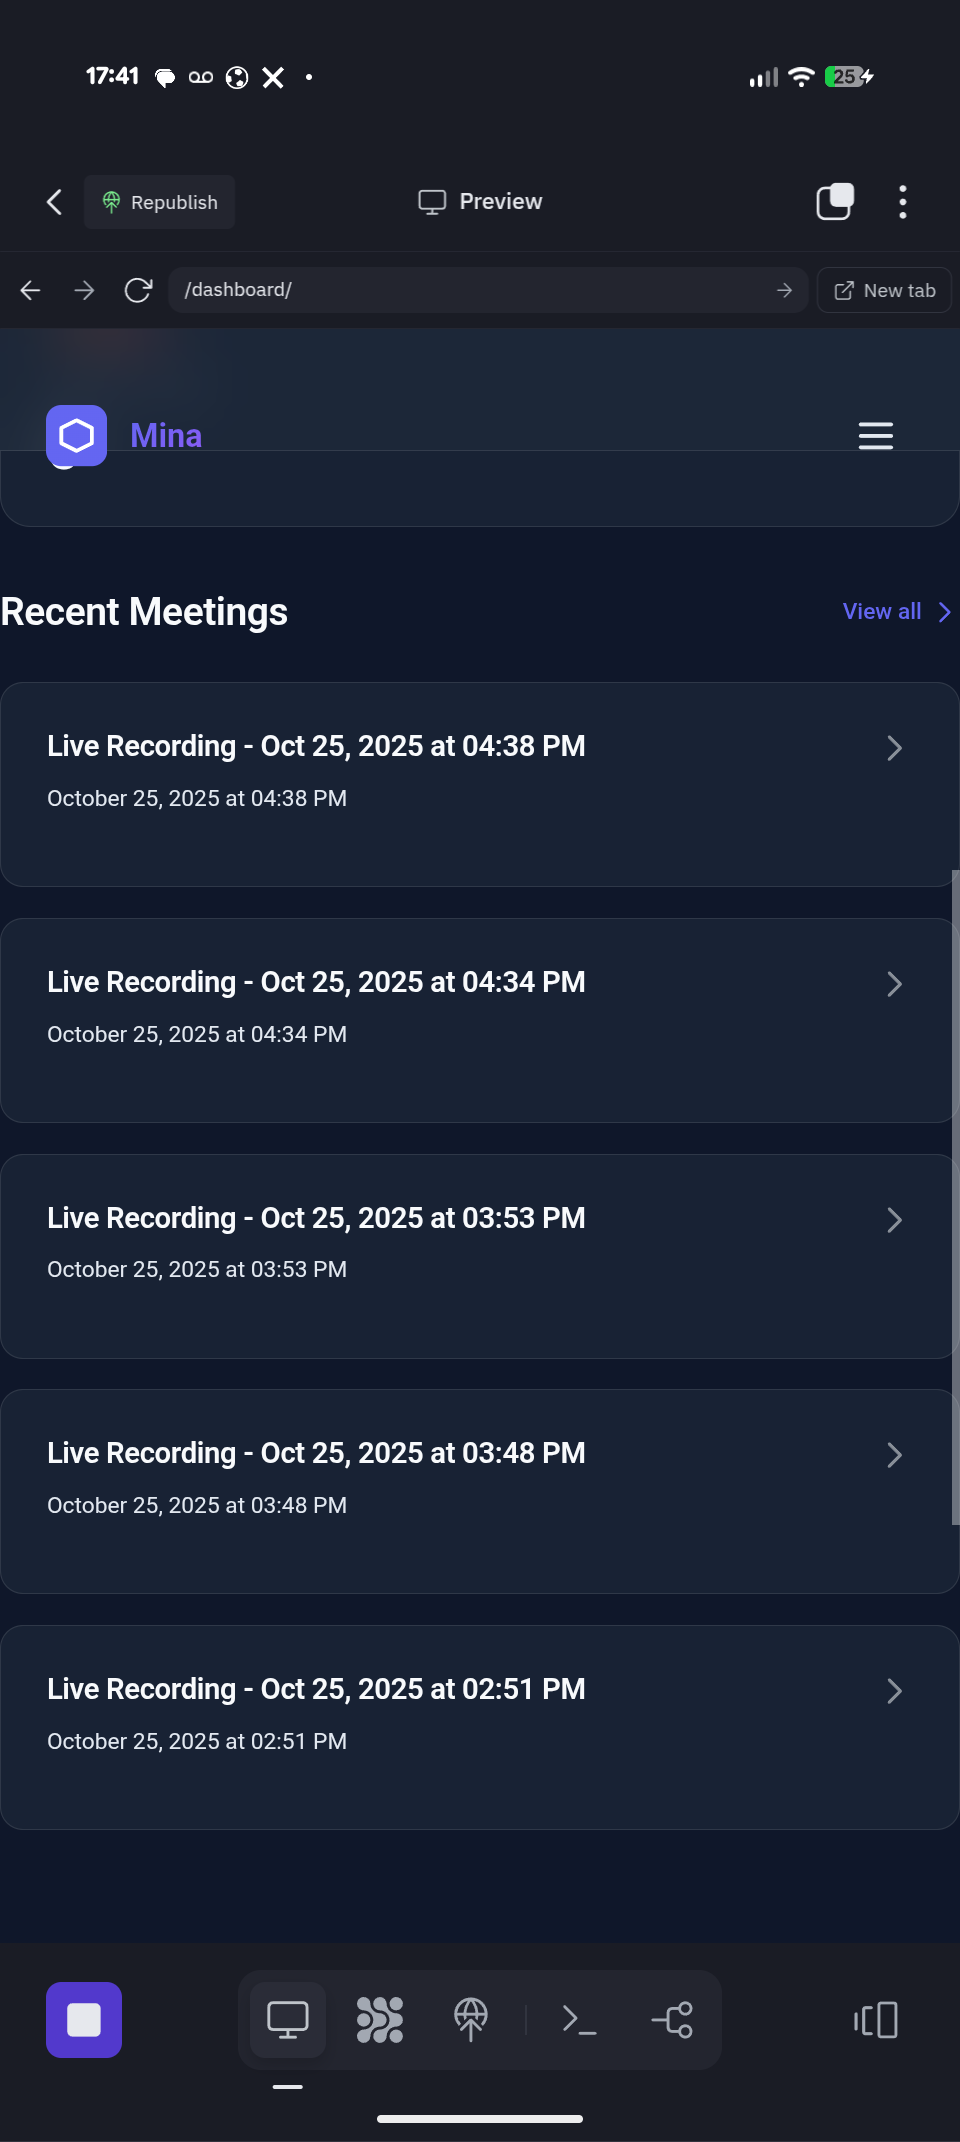 17:41
25
Republish
Preview
/dashboard/
New tab
Mina
Recent Meetings
View all
Live Recording - Oct 25, 2025 at 04:38 PM
October 25, 2025 at 04:38 PM
Live Recording - Oct 25, 2025 at 04:34 PM
October 25, 2025 at 04:34 PM
Live Recording - Oct 25, 2025 at 03:53 PM
October 25, 2025 at 03:53 PM
Live Recording - Oct 25, 2025 at 03:48 PM
October 25, 2025 at 03:48 PM
Live Recording - Oct 25, 2025 at 02:51 PM
October 25, 2025 at 02:51 PM